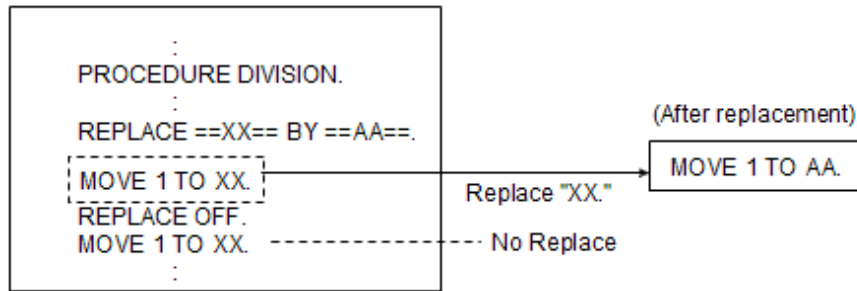 :
PROCEDURE DIVISION.
:
REPLACE ==XX== BY ==AA==.
(After replacement)
MOVE 1 TO XX.
MOVE 1 TO AA.
Replace "XX."
REPLACE OFF.
MOVE 1 TO XX.
No Replace
: